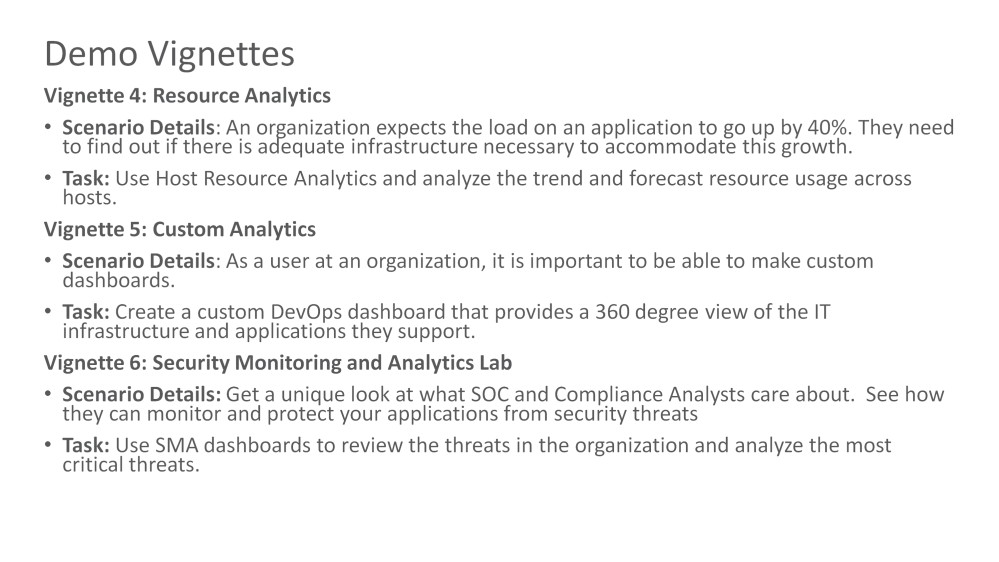 Demo Vignettes
Vignette 4: Resource Analytics
• Scenario Details: An organization expects the load on an application to go up by 40%. They need
to find out if there is adequate infrastructure necessary to accommodate this growth.
• Task: Use Host Resource Analytics and analyze the trend and forecast resource usage across
hosts.
Vignette 5: Custom Analytics
• Scenario Details: As a user at an organization, it is important to be able to make custom
dashboards.
• Task: Create a custom DevOps dashboard that provides a 360 degree view of the IT
infrastructure and applications they support.
Vignette 6: Security Monitoring and Analytics Lab
• Scenario Details: Get a unique look at what SOC and Compliance Analysts care about.  See how
they can monitor and protect your applications from security threats
• Task: Use SMA dashboards to review the threats in the organization and analyze the most
critical threats.